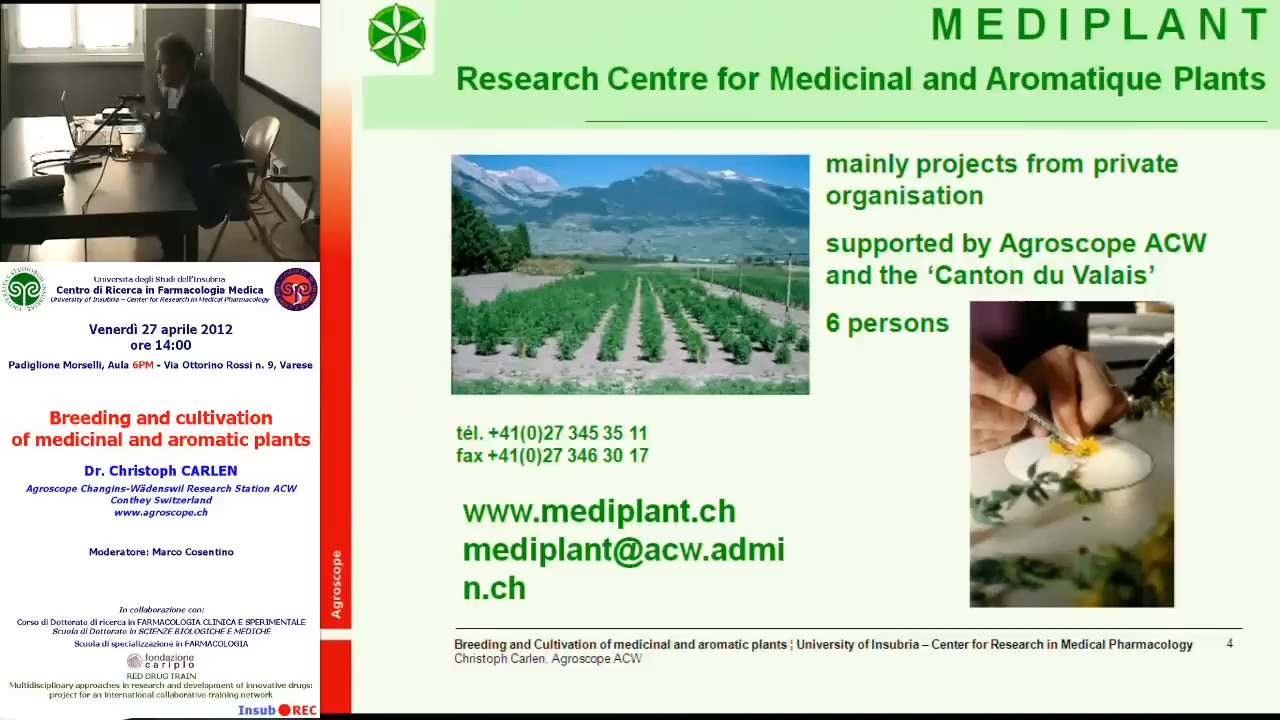 Universita degli Studi dell'Insubria
Centro di Ricerca in Farmacologia Medica
University of Insubria – Center for Research in Medical Pharmacology
Venerdì 27 aprile 2012
ore 14:00
Padiglione Morselli, Aula 6PM - Via Ottorino Rossi n. 9, Varese
Breeding and cultivation
of medicinal and aromatic plants
Dr. Christoph CARLEN
Agroscope Changins-Wädenswil Research Station ACW
Conthey Switzerland
www.agroscope.ch
Moderatore: Marco Cosentino
In collaborazione con:
Corso di Dottorato di ricerca in FARMACOLOGIA CLINICA E SPERIMENTALE
Scuola di Dottorato in SCIENZE BIOLOGICHE E MEDICHE
Scuola di specializzazione in FARMACOLOGIA
fondazione
cariplo
RED DRUG TRAIN
Multidisciplinary approaches in research and development of innovative drugs:
project for an international collaborative training network
Insub REC
Agroscope
MEDIPLANT
Research Centre for Medicinal and Aromatique Plants
mainly projects from private
organisation
supported by Agroscope ACW
and the ‘Canton du Valais’
6 persons
tél. +41(0)27 345 35 11
fax +41(0)27 346 30 17
www.mediplant.ch
mediplant@acw.admi
n.ch
Breeding and Cultivation of medicinal and aromatic plants ¦ University of Insubria – Center for Research in Medical Pharmacology
Christoph Carlen, Agroscope ACW
4